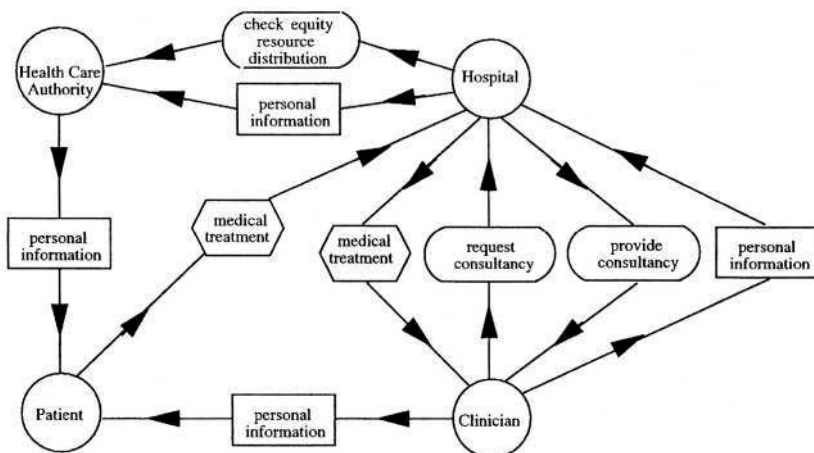 check equity
resource
distribution
Health Care
Authority
Hospital
personal
information
medical
treatment
personal
information
medical
treatment
request
consultancy
provide
consultancy
personal
information
Patient
personal
information
Clinician